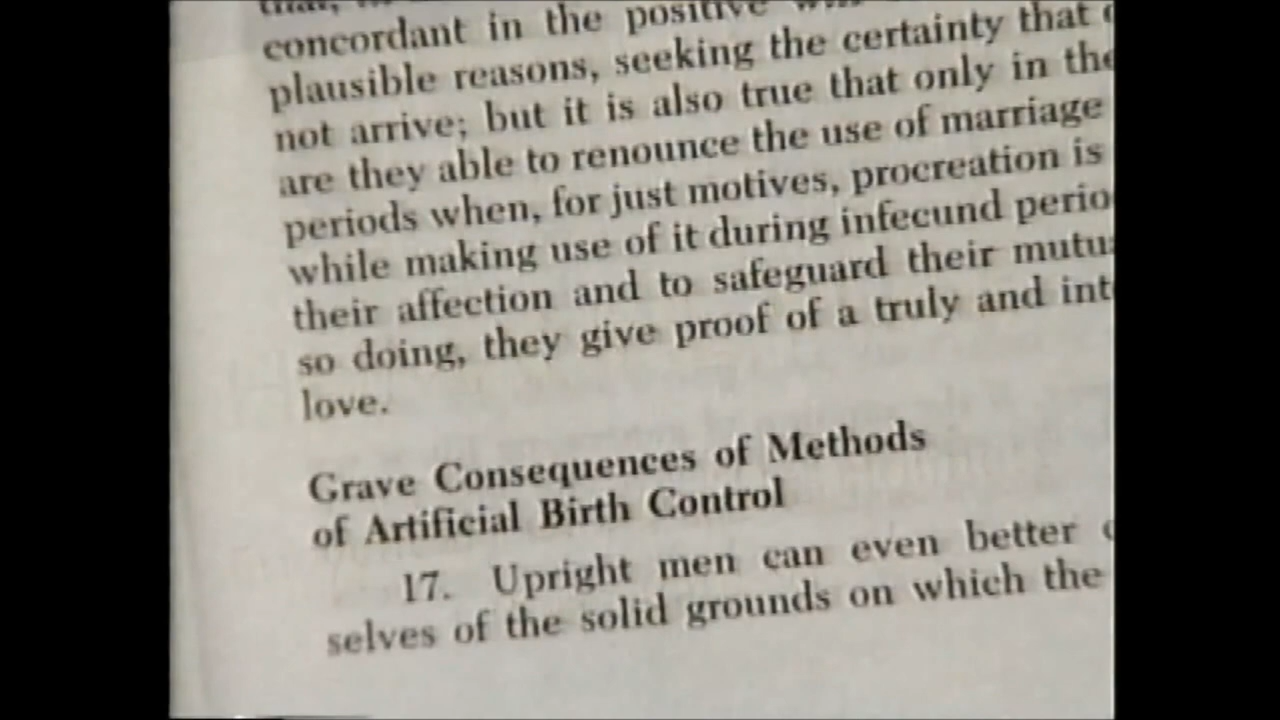 concordant in the positive
plausible reasons, seeking the certainty that
not arrive; but it is also true that only in the
are they able to renounce the use of marriage
periods when, for just motives, procreation is
while making use of it during infecund perio
their affection and to safeguard their mutu
so doing, they give proof of a truly and int
love.
Grave Consequences of Methods
of Artificial Birth Control
17. Upright men can even better
selves of the solid grounds on which the